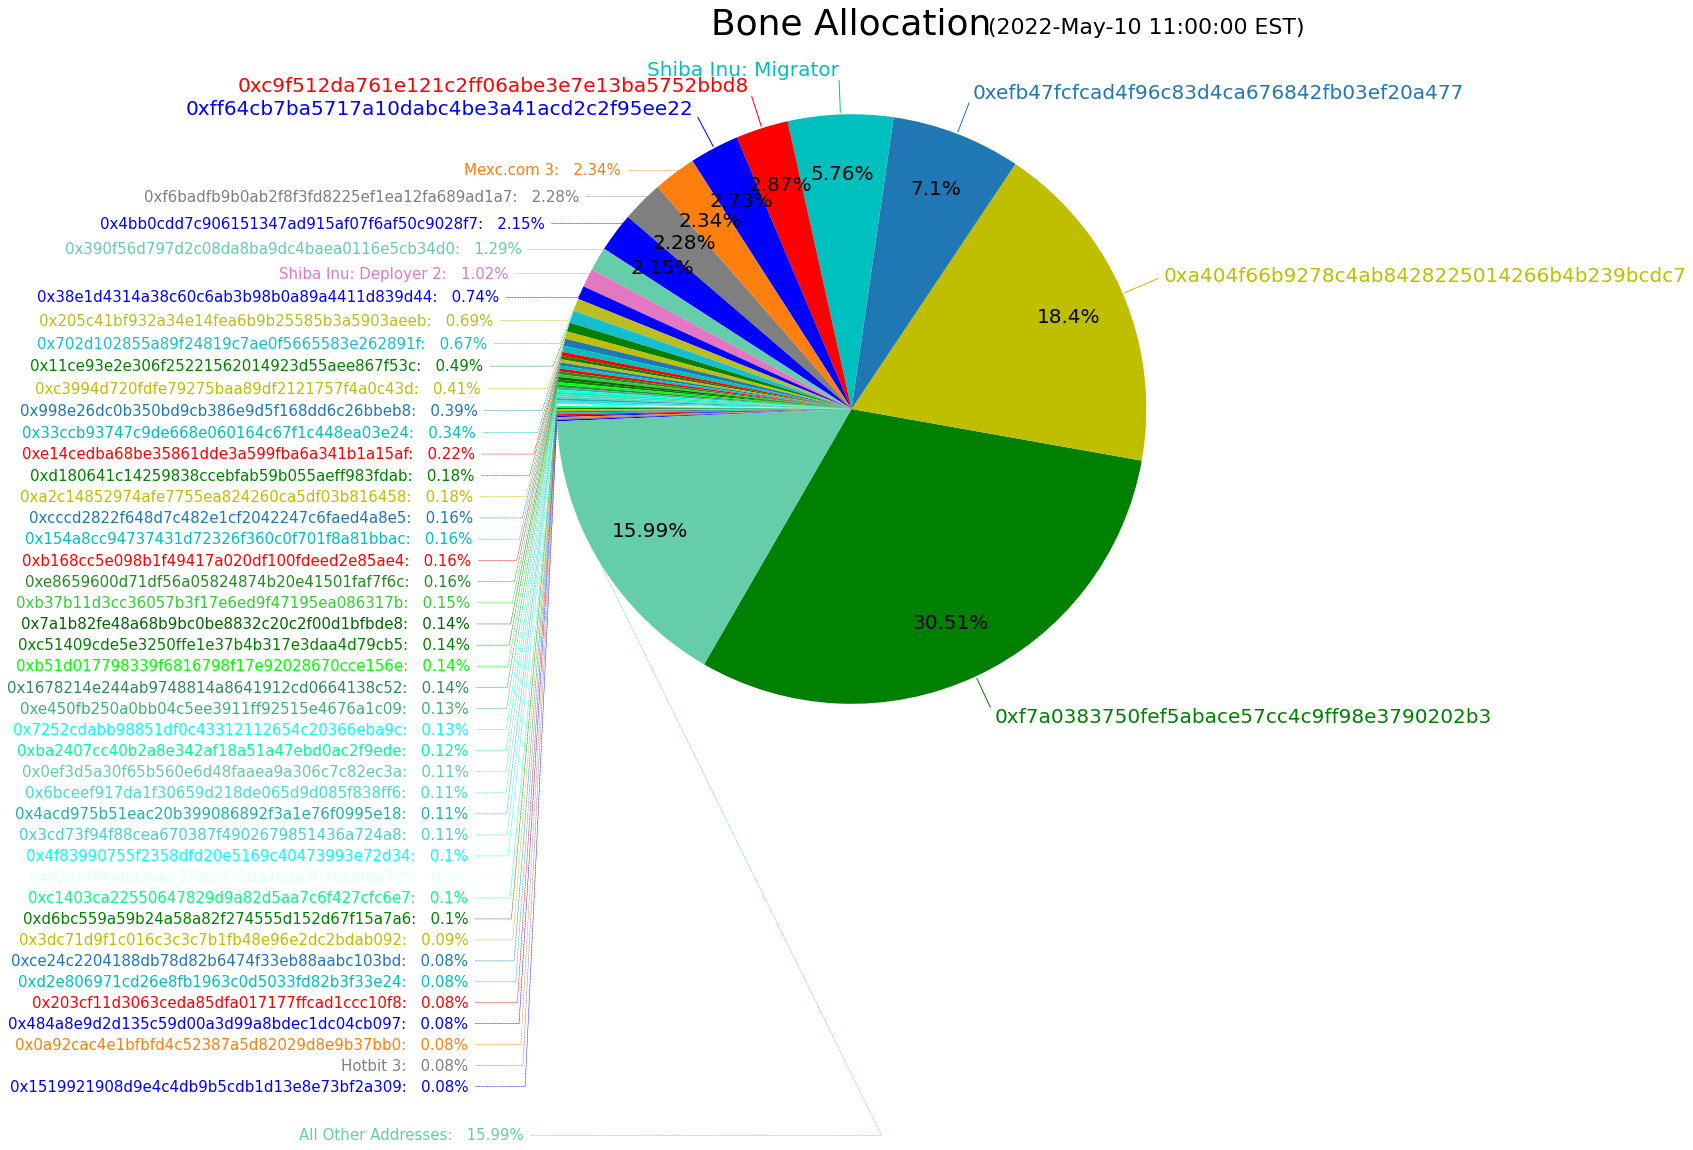 Bone Allocation (2022-May-10 11:00:00 EST)
Shiba Inu: Migrator
0xc9f512da761e121c2ff06abe3e7e13ba5752bbd8
0xefb47fcfcad4f96c83d4ca676842fb03ef20a477
0xff64cb7ba5717a10dabc4be3a41acd2c2f95ee22
Mexc.com 3: 2.34%
0xf6badfb9b0ab2f8f3fd8225ef1ea12fa689ad1a7: 2.28%
0x4bb0cdd7c906151347ad915af07f6af50c9028f7: 2.15%
0x390f56d797d2c08da8ba9dc4baea0116e5cb34d0: 1.29%
Shiba Inu: Deployer 2: 1.02%
0x38e1d4314a38c60c6ab3b98b0a89a4411d839d44: 0.74%
0x205c41bf932a34e14fea6b9b25585b3a5903aeeb: 0.69%
0x702d102855a89f24819c7ae0f5665583e262891f: 0.67%
0x11ce93e2e306f25221562014923d55aee867f53c: 0.49%
0xc3994d720fdfe79275baa89df2121757f4a0c43d: 0.41%
0x998e26dc0b350bd9cb386e9d5f168dd6c26bbeb8: 0.39%
0x33ccb93747c9de668e060164c67f1c448ea03e24: 0.34%
0xe14cedba68be35861dde3a599fba6a341b1a15af: 0.22%
0xd180641c14259838ccebfab59b055aeff983fdab: 0.18%
0xa2c14852974afe7755ea824260ca5df03b816458: 0.18%
0xcccd2822f648d7c482e1cf2042247c6faed4a8e5: 0.16%
0x154a8cc94737431d72326f360c0f701f8a81bbac: 0.16%
0xb168cc5e098b1f49417a020df100fdeed2e85ae4: 0.16%
0xe8659600d71df56a05824874b20e41501faf7f6c: 0.16%
0xb37b11d3cc36057b3f17e6ed9f47195ea086317b: 0.15%
0x7a1b82fe48a68b9bc0be8832c20c2f00d1bfbde8: 0.14%
0xc51409cde5e3250ffe1e37b4b317e3daa4d79cb5: 0.14%
0xb51d017798339f6816798f17e92028670cce156e: 0.14%
0x1678214e244ab9748814a8641912cd0664138c52: 0.14%
0xe450fb250a0bb04c5ee3911ff92515e4676a1c09: 0.13%
0x7252cdabb98851df0c43312112654c20366eba9c: 0.13%
0xba2407cc40b2a8e342af18a51a47ebd0ac2f9ede: 0.12%
0x0ef3d5a30f65b560e6d48faaea9a306c7c82ec3a: 0.11%
0x6bceef917da1f30659d218de065d9d085f838ff6: 0.11%
0x4acd975b51eac20b399086892f3a1e76f0995e18: 0.11%
0x3cd73f94f88cea670387f4902679851436a724a8: 0.11%
0x4f83990755f2358dfd20e5169c40473993e72d34: 0.1%
0.1%
0xc1403ca22550647829d9a82d5aa7c6f427cfc6e7: 0.1%
0xd6bc559a59b24a58a82f274555d152d67f15a7a6: 0.1%
0x3dc71d9f1c016c3c3c7b1fb48e96e2dc2bdab092: 0.09%
0xce24c2204188db78d82b6474f33eb88aabc103bd: 0.08%
0xd2e806971cd26e8fb1963c0d5033fd82b3f33e24: 0.08%
0x203cf11d3063ceda85dfa017177ffcad1ccc10f8: 0.08%
0x484a8e9d2d135c59d00a3d99a8bdec1dc04cb097: 0.08%
0x0a92cac4e1bfbfd4c52387a5d82029d8e9b37bb0: 0.08%
Hotbit 3: 0.08%
0x1519921908d9e4c4db9b5cdb1d13e8e73bf2a309: 0.08%
All Other Addresses: 15.99%
5.76%
7.1%
2.87%
2.73%
2.34%
2.28%
2.15%
18.4%
0xa404f66b9278c4ab8428225014266b4b239bcdc7
15.99%
30.51%
0xf7a0383750fef5abace57cc4c9ff98e3790202b3